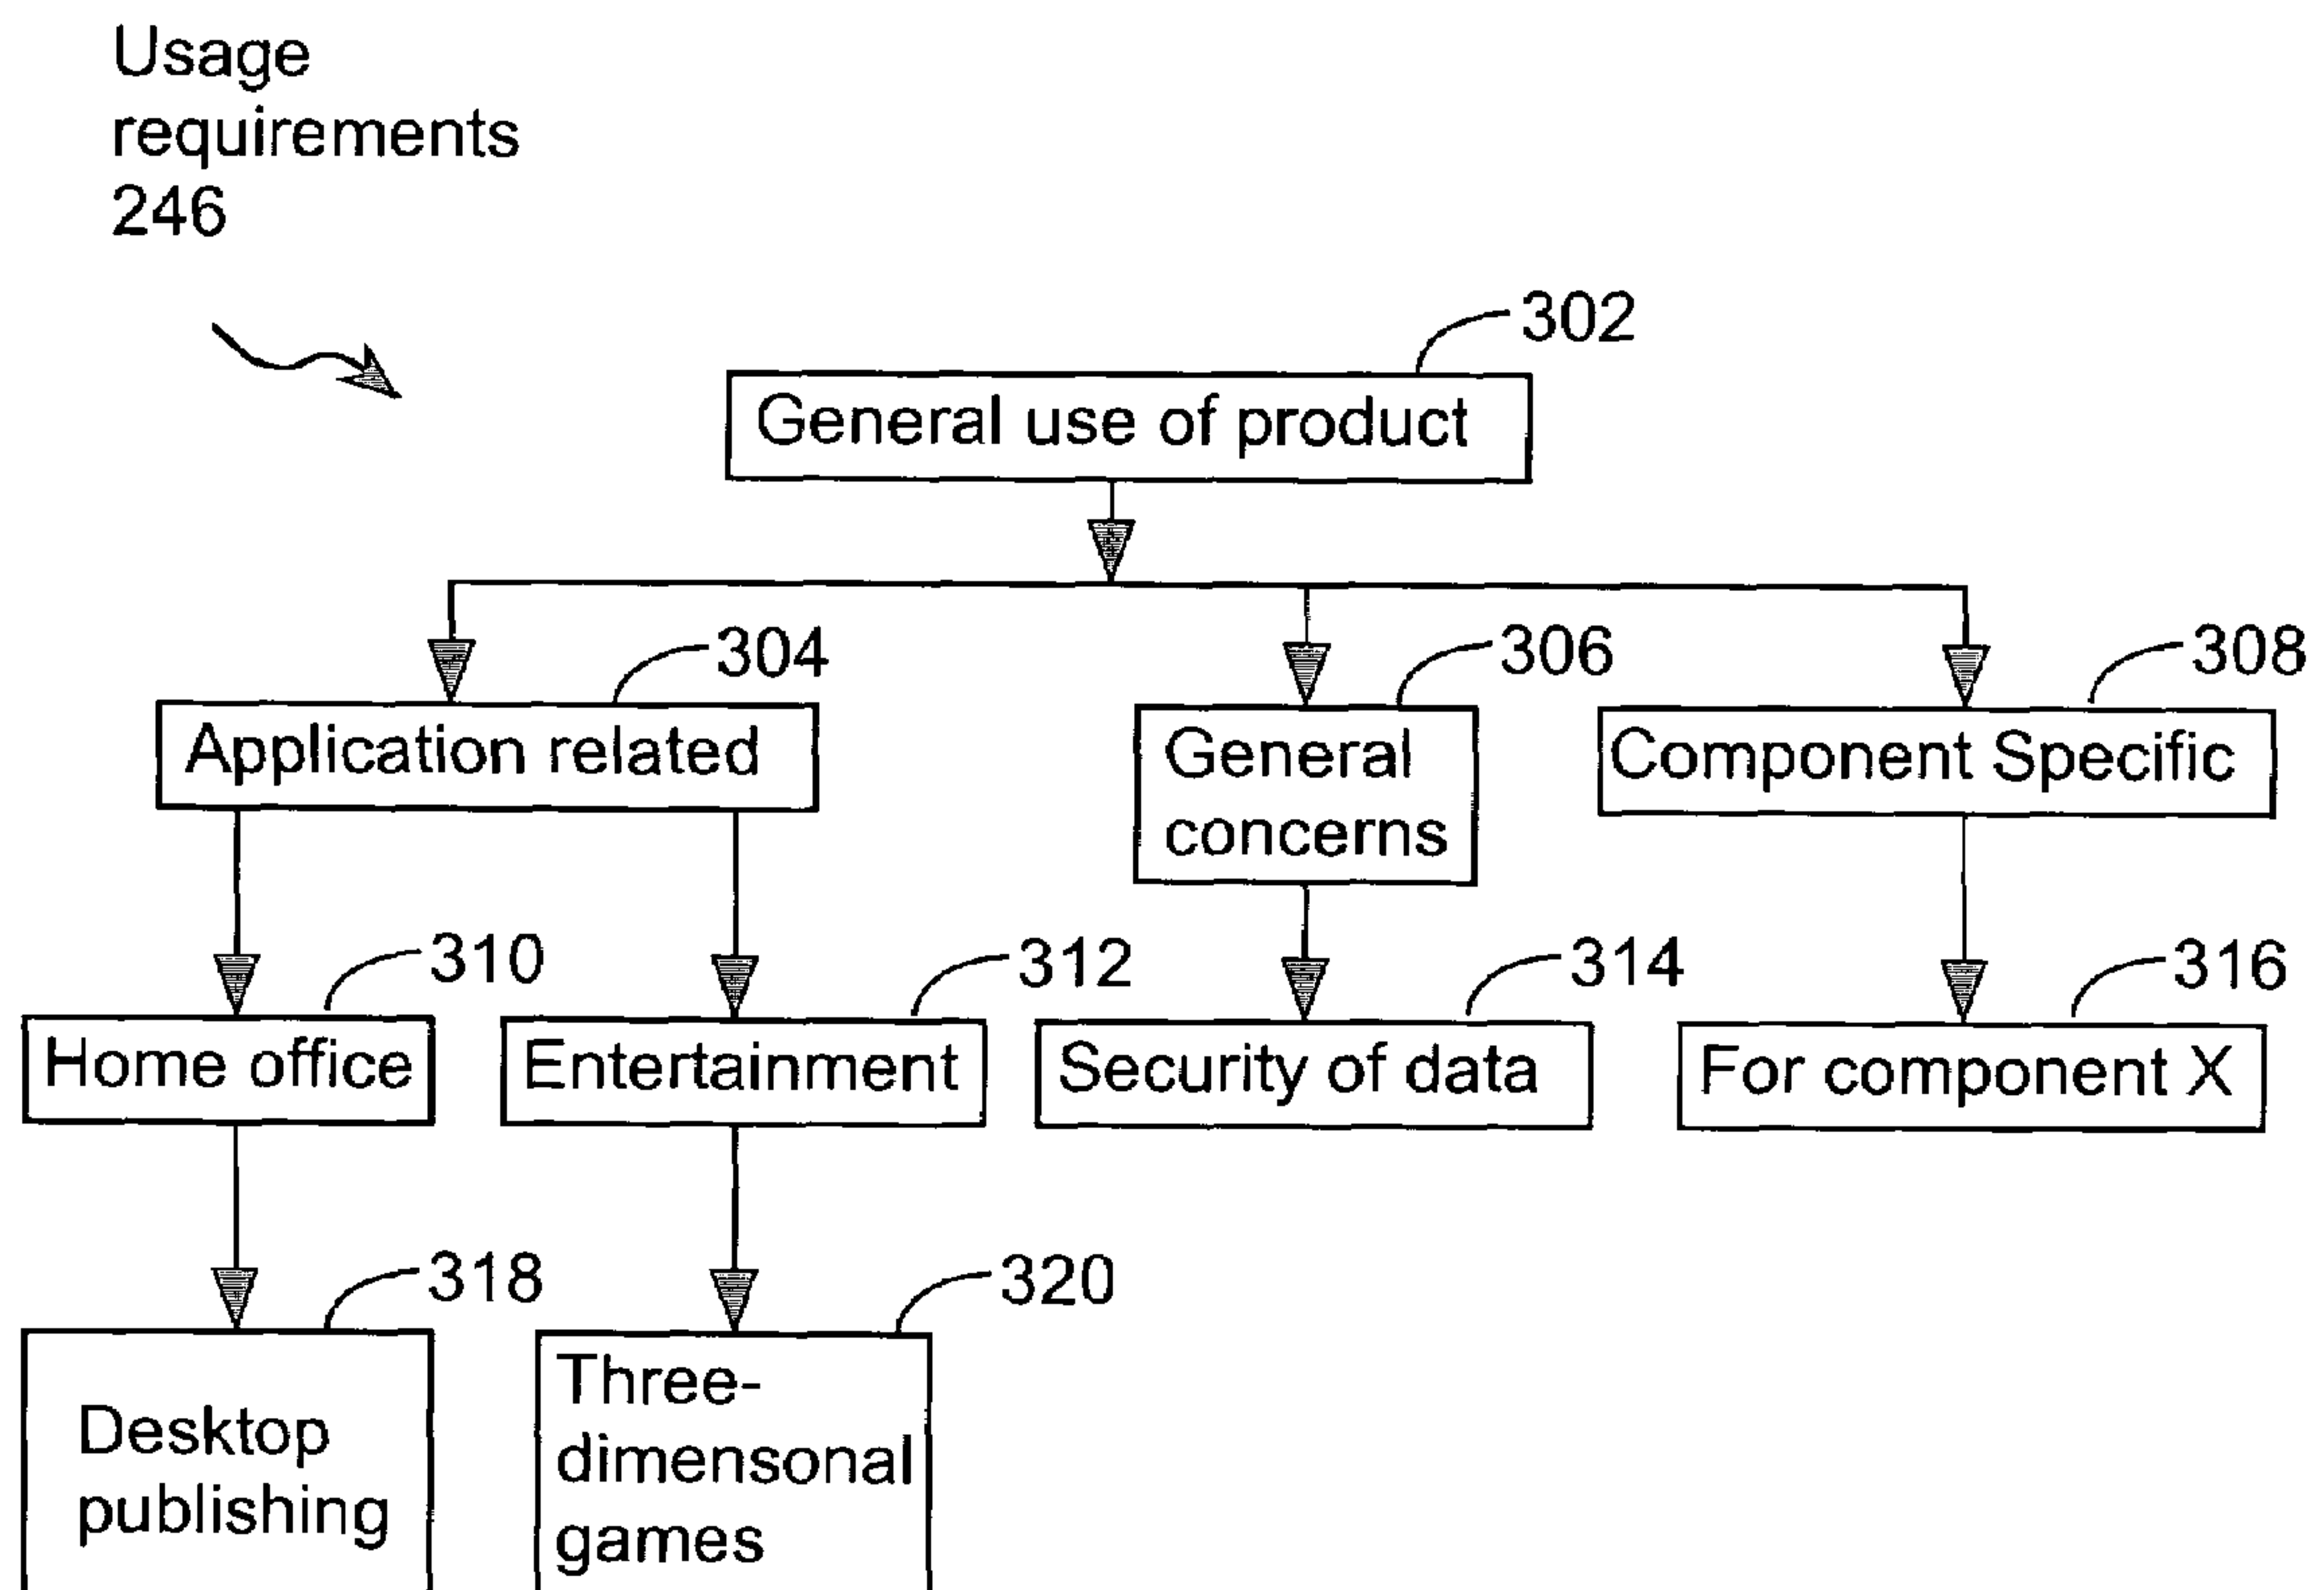 Usage
requirements
246
302
General use of product
304
306
308
Application related
General
concerns
Component Specific
310
312
314
316
Home office
Entertainment
Security of data
For component X
318
320
Desktop
publishing
Three-
dimensonal
games